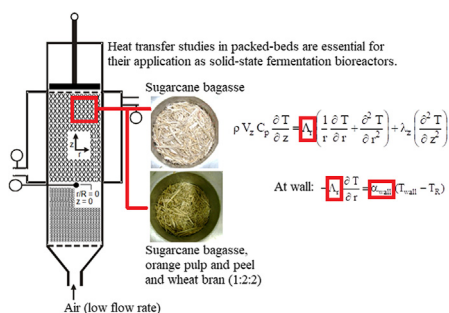 Heat transfer studies in packed-beds are essential for
their application as solid-state fermentation bioreactors.
Sugarcane bagasse
ρ V_z C_p ∂T/∂z = Λ_r (1/r ∂T/∂r + ∂²T/∂r²) + λ_z (∂²T/∂z²)
z
r
At wall: -Λ_r ∂T/∂r = α_wall (T_wall − T_R)
r/R = 0
z = 0
Sugarcane bagasse,
orange pulp and peel
and wheat bran (1:2:2)
Air (low flow rate)